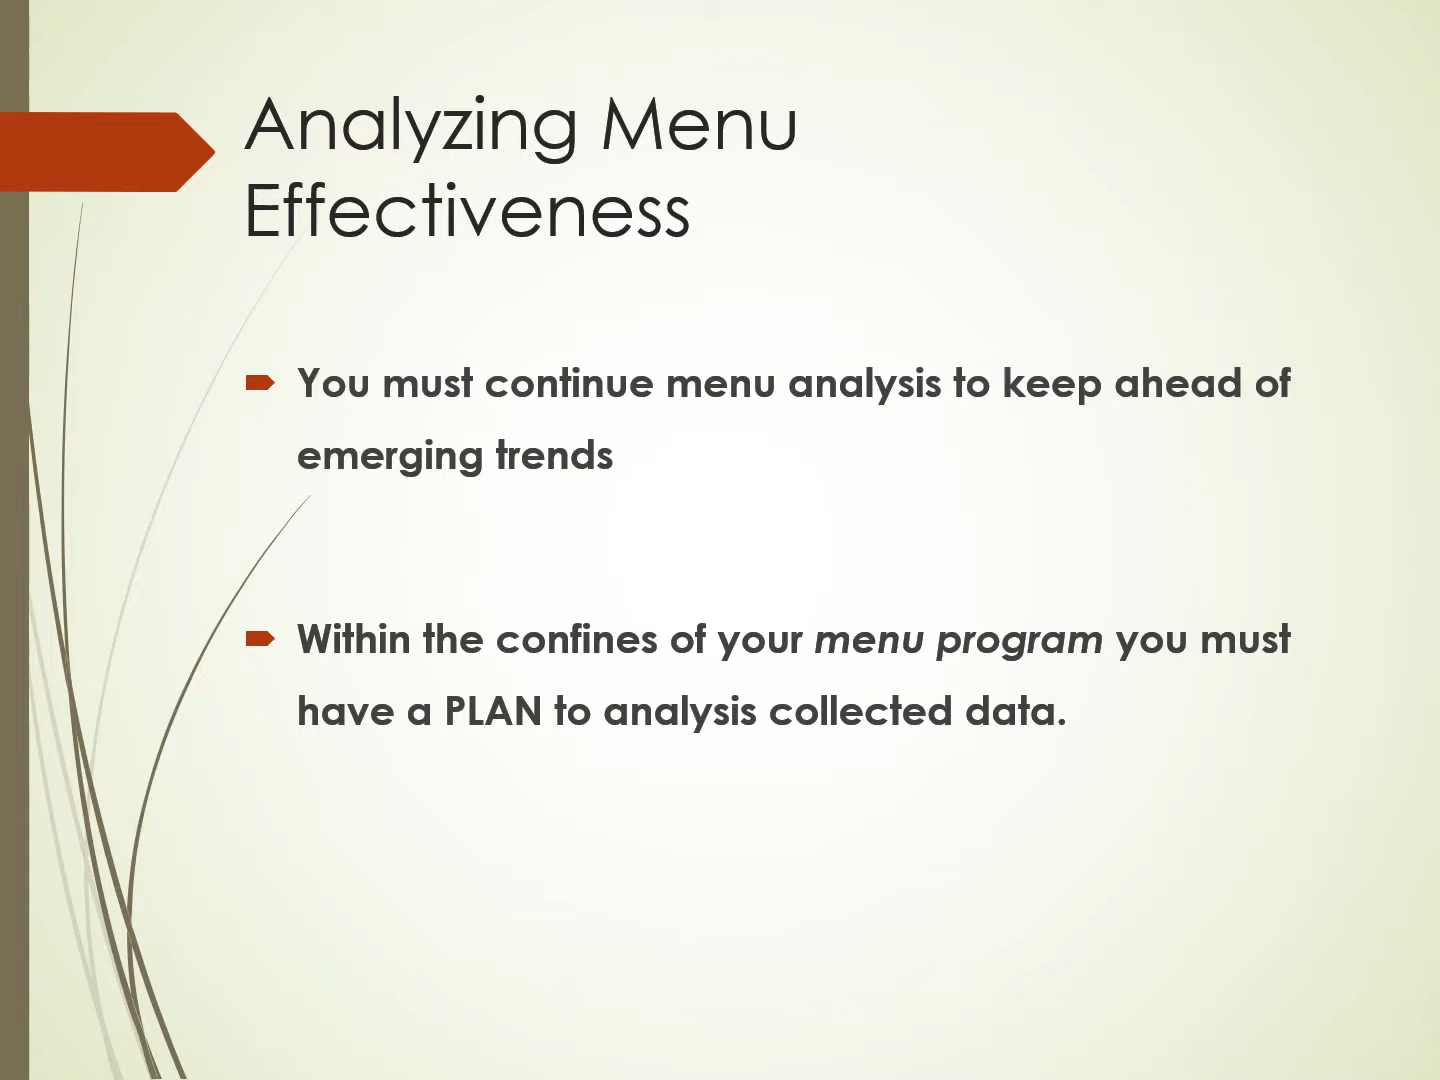 Analyzing Menu
Effectiveness
You must continue menu analysis to keep ahead of
emerging trends
Within the confines of your menu program you must
have a PLAN to analysis collected data.